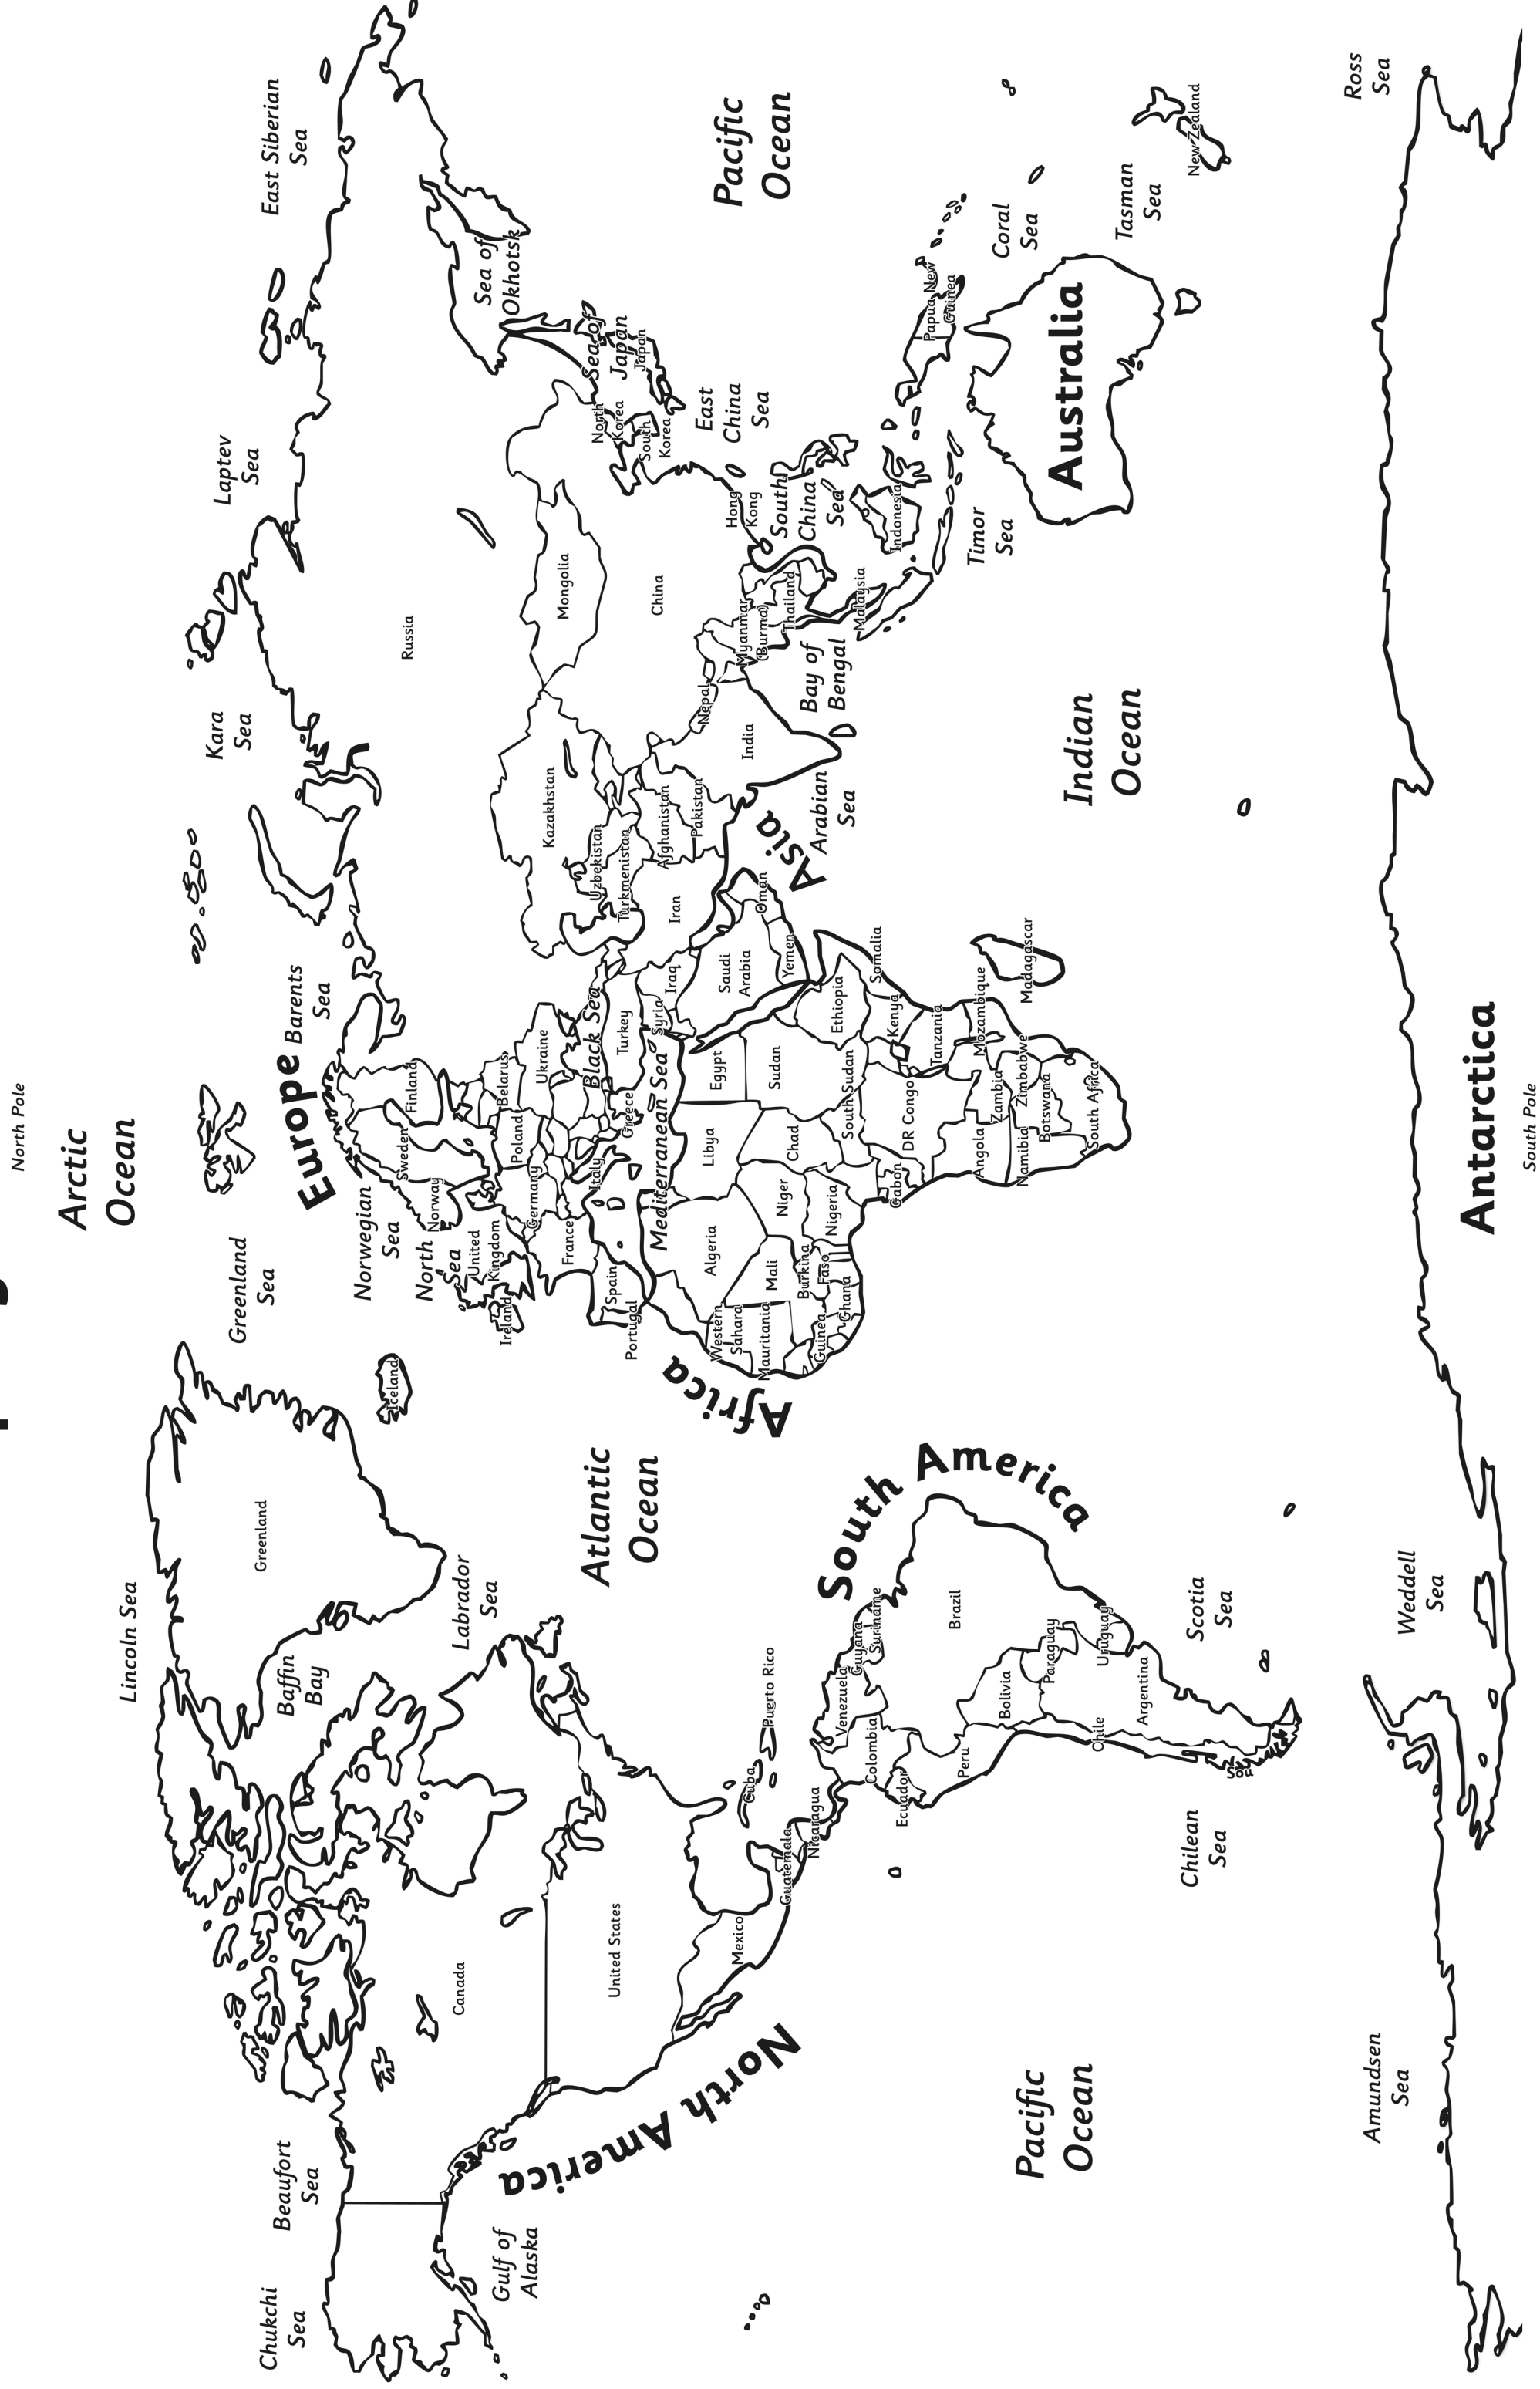 North Pole
Arctic
Ocean
Lincoln Sea
Greenland
Sea
Kara
Sea
Laptev
Sea
East Siberian
Sea
Chukchi
Sea
Beaufort
Sea
Baffin
Bay
Greenland
Barents
Sea
Europe
Norwegian
Sea
Iceland
Russia
Finland
Sweden
Norway
North
Sea
Canada
Labrador
Sea
Gulf of
Alaska
United
Kingdom
Ireland
Belarus
Poland
Germany
Ukraine
Sea of
Okhotsk
Kazakhstan
Mongolia
North America
United States
Atlantic
Ocean
France
Italy
Spain
Portugal
Greece
Black Sea
Turkey
Uzbekistan
Turkmenistan
North
Korea
South
Korea
Sea of
Japan
Japan
China
Mediterranean Sea
Syria
Iraq
Iran
Afghanistan
Pakistan
Nepal
East
China
Sea
Pacific
Ocean
Africa
Western
Sahara
Algeria
Libya
Egypt
Saudi
Arabia
Oman
Yemen
Asia
India
Myanmar
(Burma)
Thailand
Hong
Kong
South
China
Sea
Mexico
Cuba
Puerto Rico
Guatemala
Nicaragua
Mauritania
Mali
Niger
Chad
Sudan
Burkina
Faso
Guinea
Ghana
Nigeria
South Sudan
Ethiopia
Somalia
Arabian
Sea
Bay of
Bengal
Malaysia
Indonesia
Papua New
Guinea
South America
Venezuela
Guyana
Suriname
Colombia
Ecuador
Peru
Brazil
Bolivia
Paraguay
Uruguay
Chile
Argentina
Gabon
DR Congo
Kenya
Tanzania
Angola
Zambia
Mozambique
Zimbabwe
Namibia
Botswana
South Africa
Madagascar
Timor
Sea
Coral
Sea
Australia
Tasman
Sea
New Zealand
Pacific
Ocean
Indian
Ocean
Chilean
Sea
Scotia
Sea
Amundsen
Sea
Weddell
Sea
Ross
Sea
Antarctica
South Pole